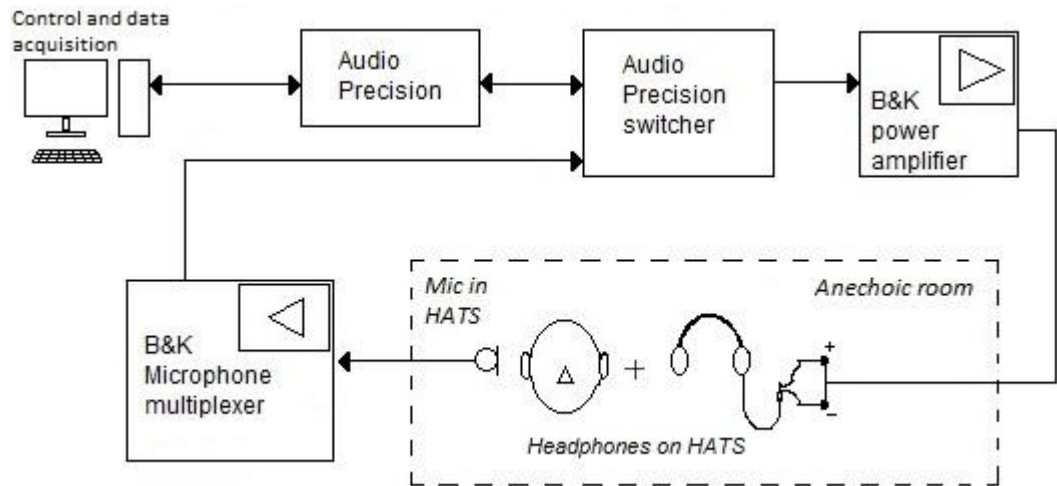 Control and data
acquisition
Audio
Precision
Audio
Precision
switcher
B&K
power
amplifier
B&K
Microphone
multiplexer
Mic in
HATS
Anechoic room
+
+
−
Headphones on HATS